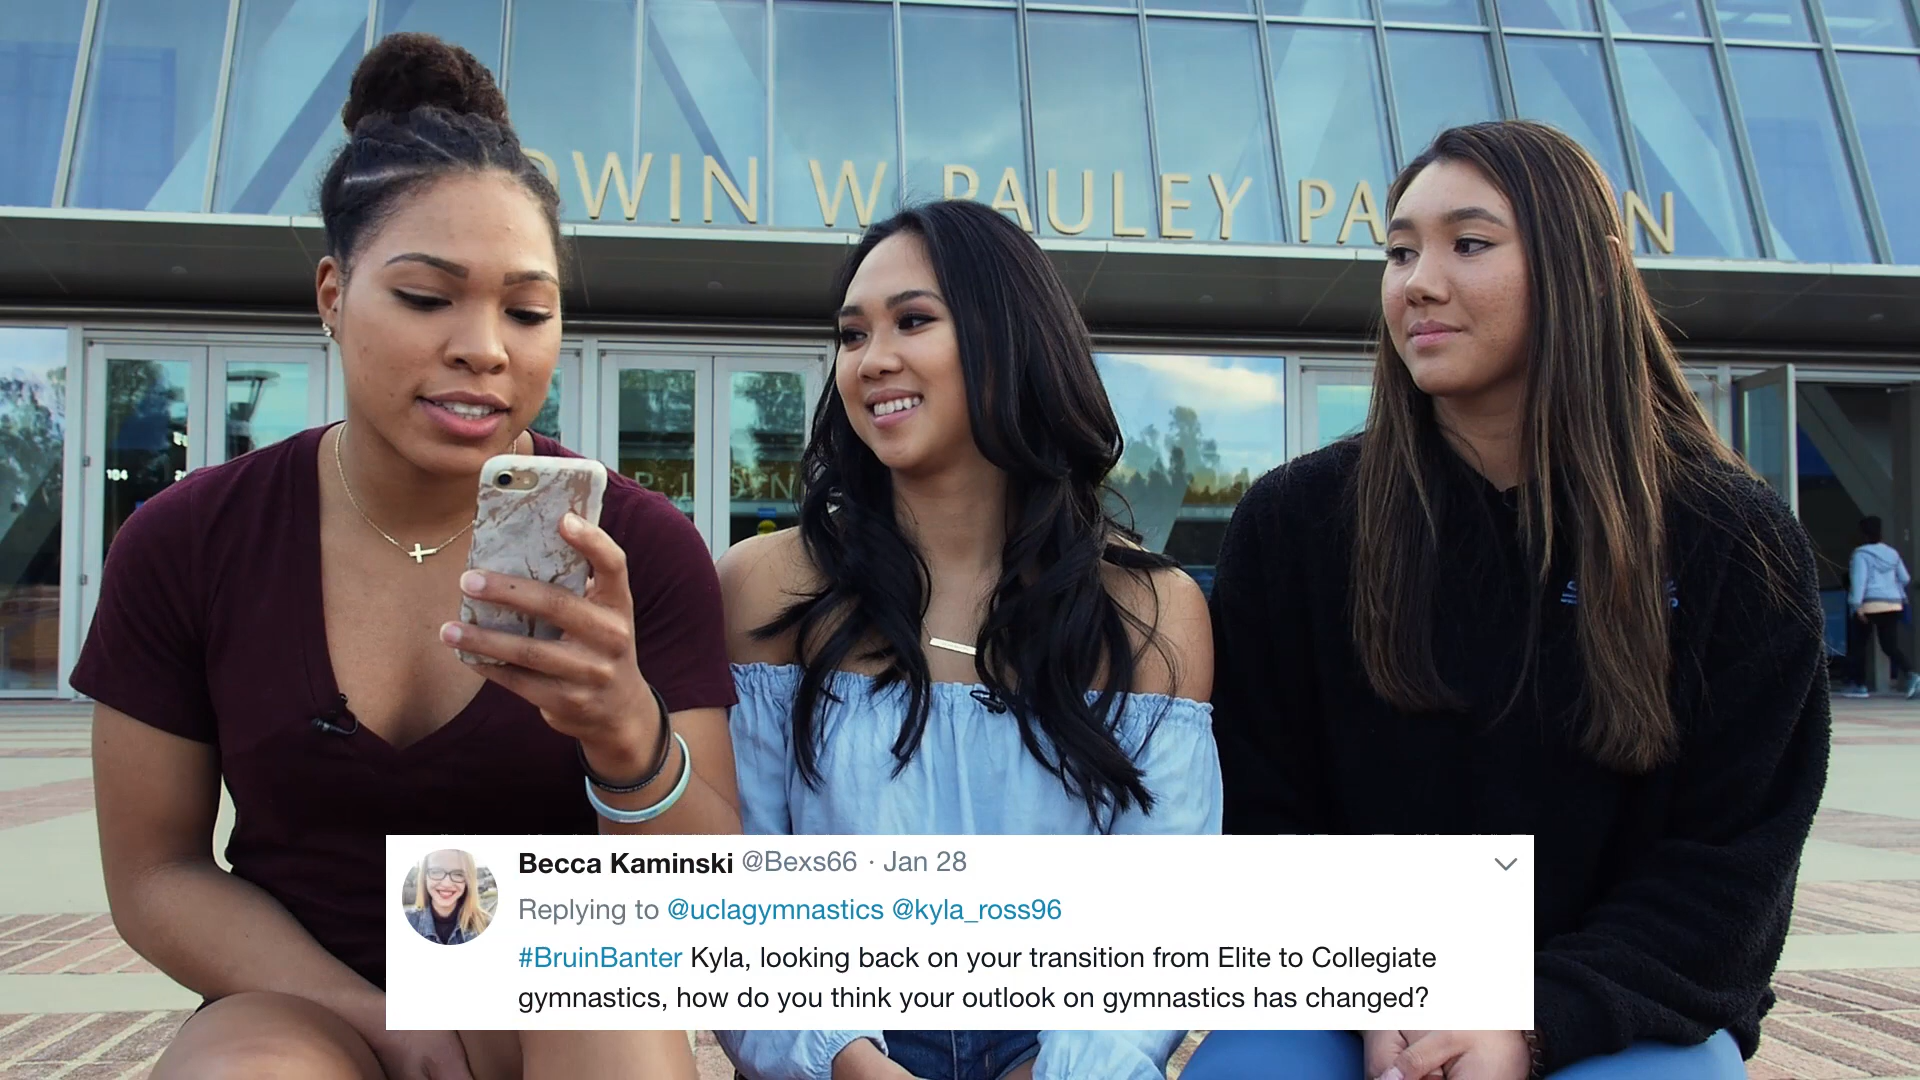 DWIN W. PAULEY PA N
Becca Kaminski @Bexs66 · Jan 28
Replying to @uclagymnastics @kyla_ross96
#BruinBanter Kyla, looking back on your transition from Elite to Collegiate
gymnastics, how do you think your outlook on gymnastics has changed?